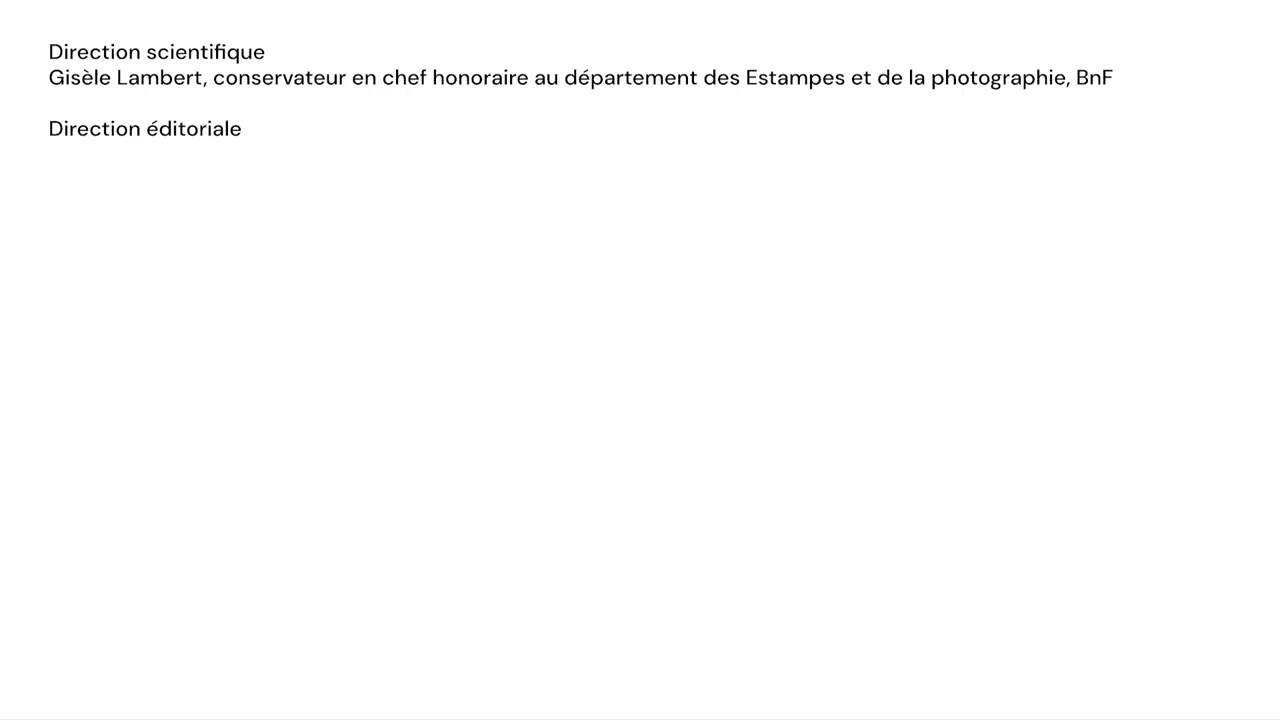 Direction scientifique
Gisèle Lambert, conservateur en chef honoraire au département des Estampes et de la photographie, BnF
Direction éditoriale